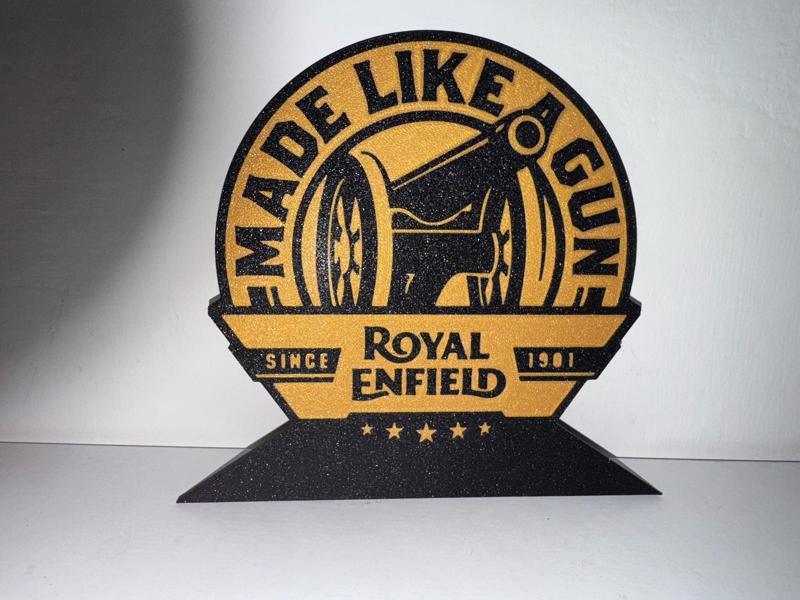 MADE LIKE A GUN
ROYAL
ENFIELD
SINCE
1901